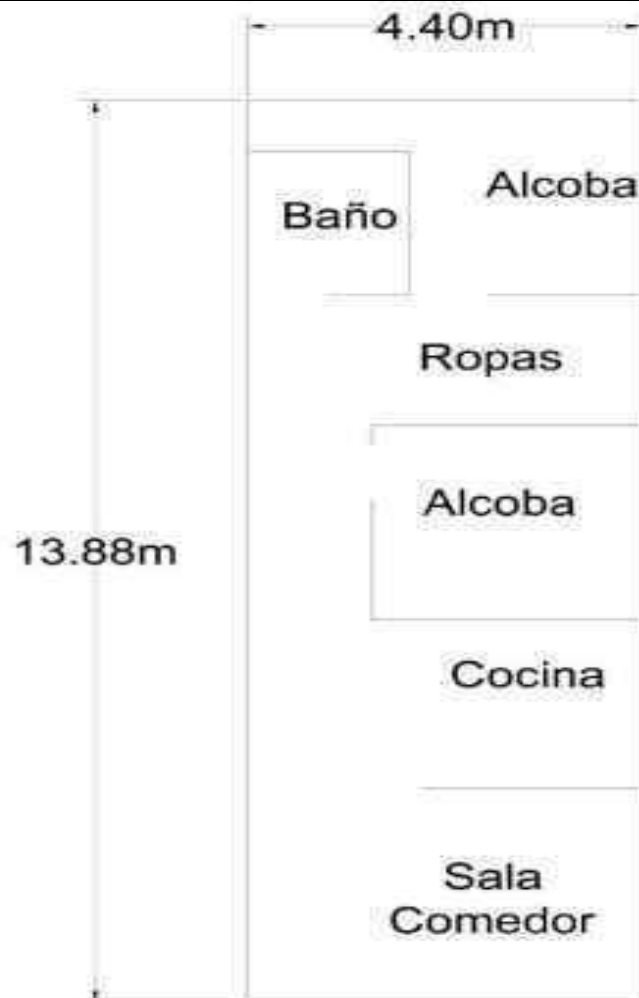 4.40m
Alcoba
Baño
Ropas
Alcoba
13.88m
Cocina
Sala
Comedor